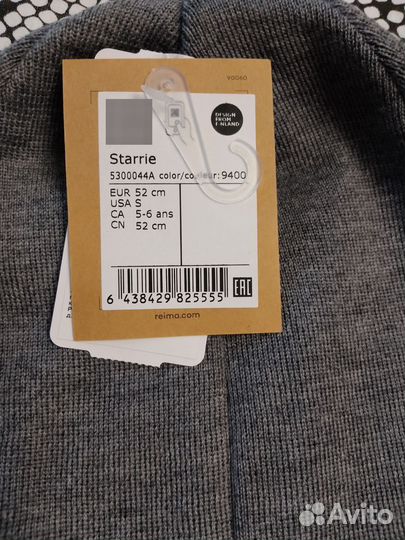 V0060
DESIGN
FROM
FINLAND
Starrie
5300044A color/couleur: 9400
EUR 52 cm
USA S
CA 5-6 ans
CN 52 cm
6 438429 825555
EAC
reima.com
Avito